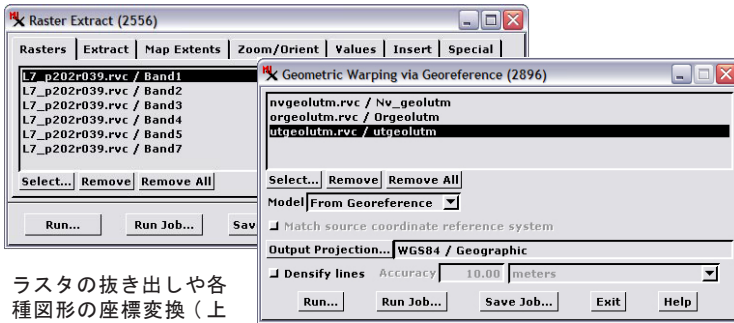 Raster Extract (2556)
Rasters Extract Map Extents Zoom/Orient Values Insert Special
L7_p202r039.rvc / Band1
L7_p202r039.rvc / Band2
L7_p202r039.rvc / Band3
L7_p202r039.rvc / Band4
L7_p202r039.rvc / Band5
L7_p202r039.rvc / Band7
Select... Remove Remove All
Run... Run Job... Sav
Geometric Warping via Georeference (2896)
nvgeolutm.rvc / Nv_geolutm
orgeolutm.rvc / Orgeolutm
utgeolutm.rvc / utgeolutm
Select... Remove Remove All
Model From Georeference
Match source coordinate reference system
Output Projection... WGS84 / Geographic
Densify lines Accuracy 10.00 meters
Run... Run Job... Save Job... Exit Help
ラスタの抜き出しや各
種図形の座標変換（上